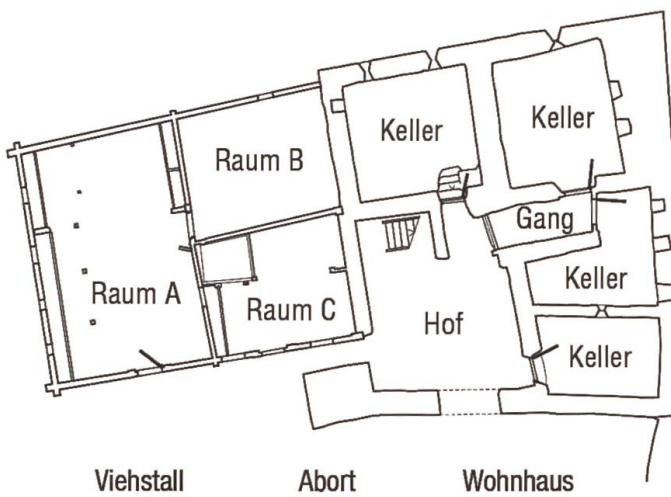 Keller
Keller
Raum B
Gang
Keller
Raum A
Raum C
Hof
Keller
Viehstall Abort Wohnhaus